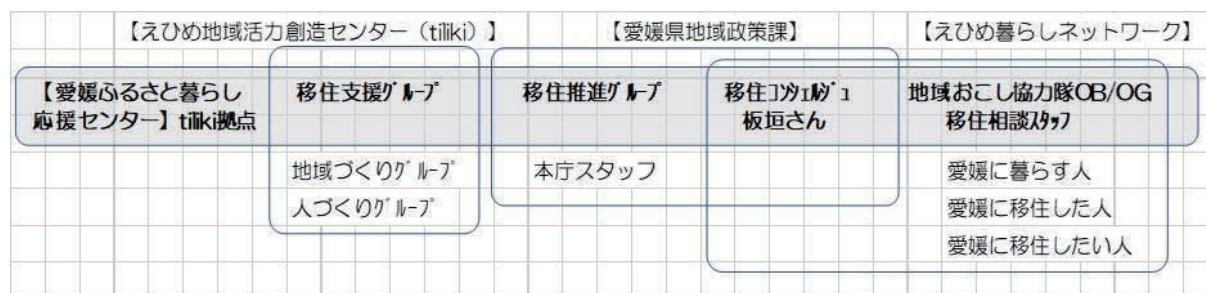 【えひめ地域活力創造センター（tiliki）】 【愛媛県地域政策課】 【えひめ暮らしネットワーク】
【愛媛ふるさと暮らし応援センター】tiliki拠点
移住支援ｸﾞﾙｰﾌﾟ
移住推進ｸﾞﾙｰﾌﾟ
移住ｺﾝｼｪﾙｼﾞｭ
板垣さん
地域おこし協力隊OB/OG
移住相談ｽﾀｯﾌ
地域づくりｸﾞﾙｰﾌﾟ
人づくりｸﾞﾙｰﾌﾟ
本庁スタッフ
愛媛に暮らす人
愛媛に移住した人
愛媛に移住したい人